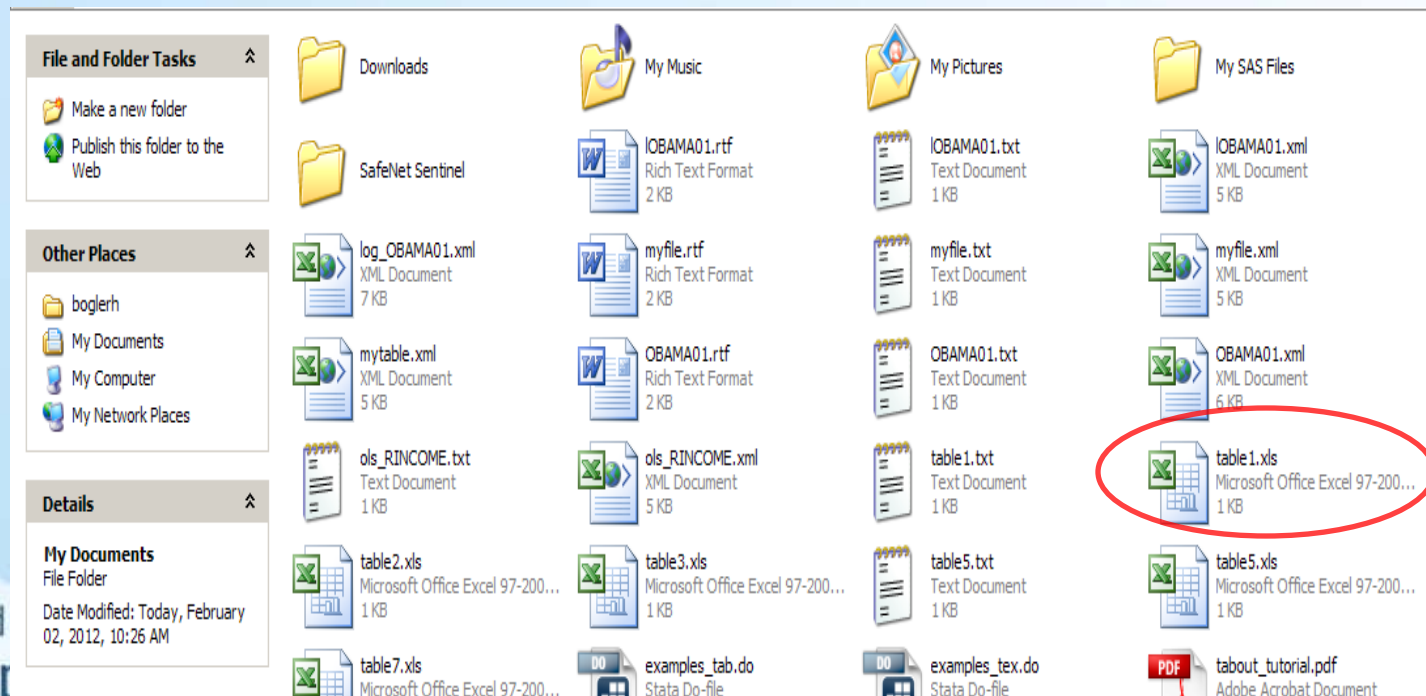 File and Folder Tasks
Make a new folder
Publish this folder to the
Web
Other Places
boglerh
My Documents
My Computer
My Network Places
Details
My Documents
File Folder
Date Modified: Today, February
02, 2012, 10:26 AM
Downloads
My Music
My Pictures
My SAS Files
SafeNet Sentinel
lOBAMA01.rtf
Rich Text Format
2 KB
lOBAMA01.txt
Text Document
1 KB
lOBAMA01.xml
XML Document
5 KB
log_OBAMA01.xml
XML Document
7 KB
myfile.rtf
Rich Text Format
2 KB
myfile.txt
Text Document
1 KB
myfile.xml
XML Document
5 KB
mytable.xml
XML Document
5 KB
OBAMA01.rtf
Rich Text Format
2 KB
OBAMA01.txt
Text Document
1 KB
OBAMA01.xml
XML Document
6 KB
ols_RINCOME.txt
Text Document
1 KB
ols_RINCOME.xml
XML Document
5 KB
table1.txt
Text Document
1 KB
table1.xls
Microsoft Office Excel 97-200...
1 KB
table2.xls
Microsoft Office Excel 97-200...
1 KB
table3.xls
Microsoft Office Excel 97-200...
1 KB
table5.txt
Text Document
1 KB
table5.xls
Microsoft Office Excel 97-200...
1 KB
table7.xls
Microsoft Office Excel 97-200...
DO
examples_tab.do
Stata Do-file
DO
examples_tex.do
Stata Do-file
PDF
tabout_tutorial.pdf
Adobe Acrobat Document